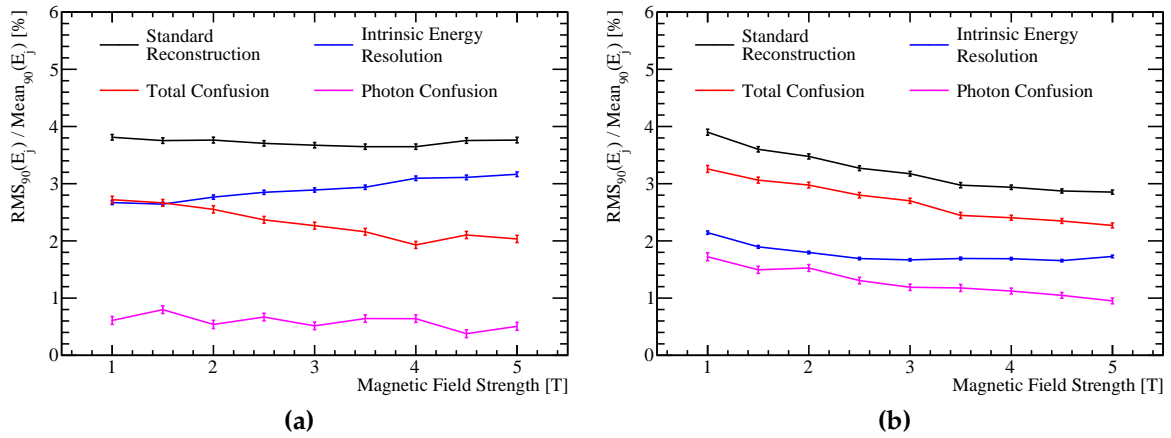 RMS90(Ej) / Mean90(Ej) [%]
6
5
4
3
2
1
0
Standard
Reconstruction
Intrinsic Energy
Resolution
Total Confusion
Photon Confusion
1 2 3 4 5
Magnetic Field Strength [T]
(a)
RMS90(Ej) / Mean90(Ej) [%]
6
5
4
3
2
1
0
Standard
Reconstruction
Intrinsic Energy
Resolution
Total Confusion
Photon Confusion
1 2 3 4 5
Magnetic Field Strength [T]
(b)